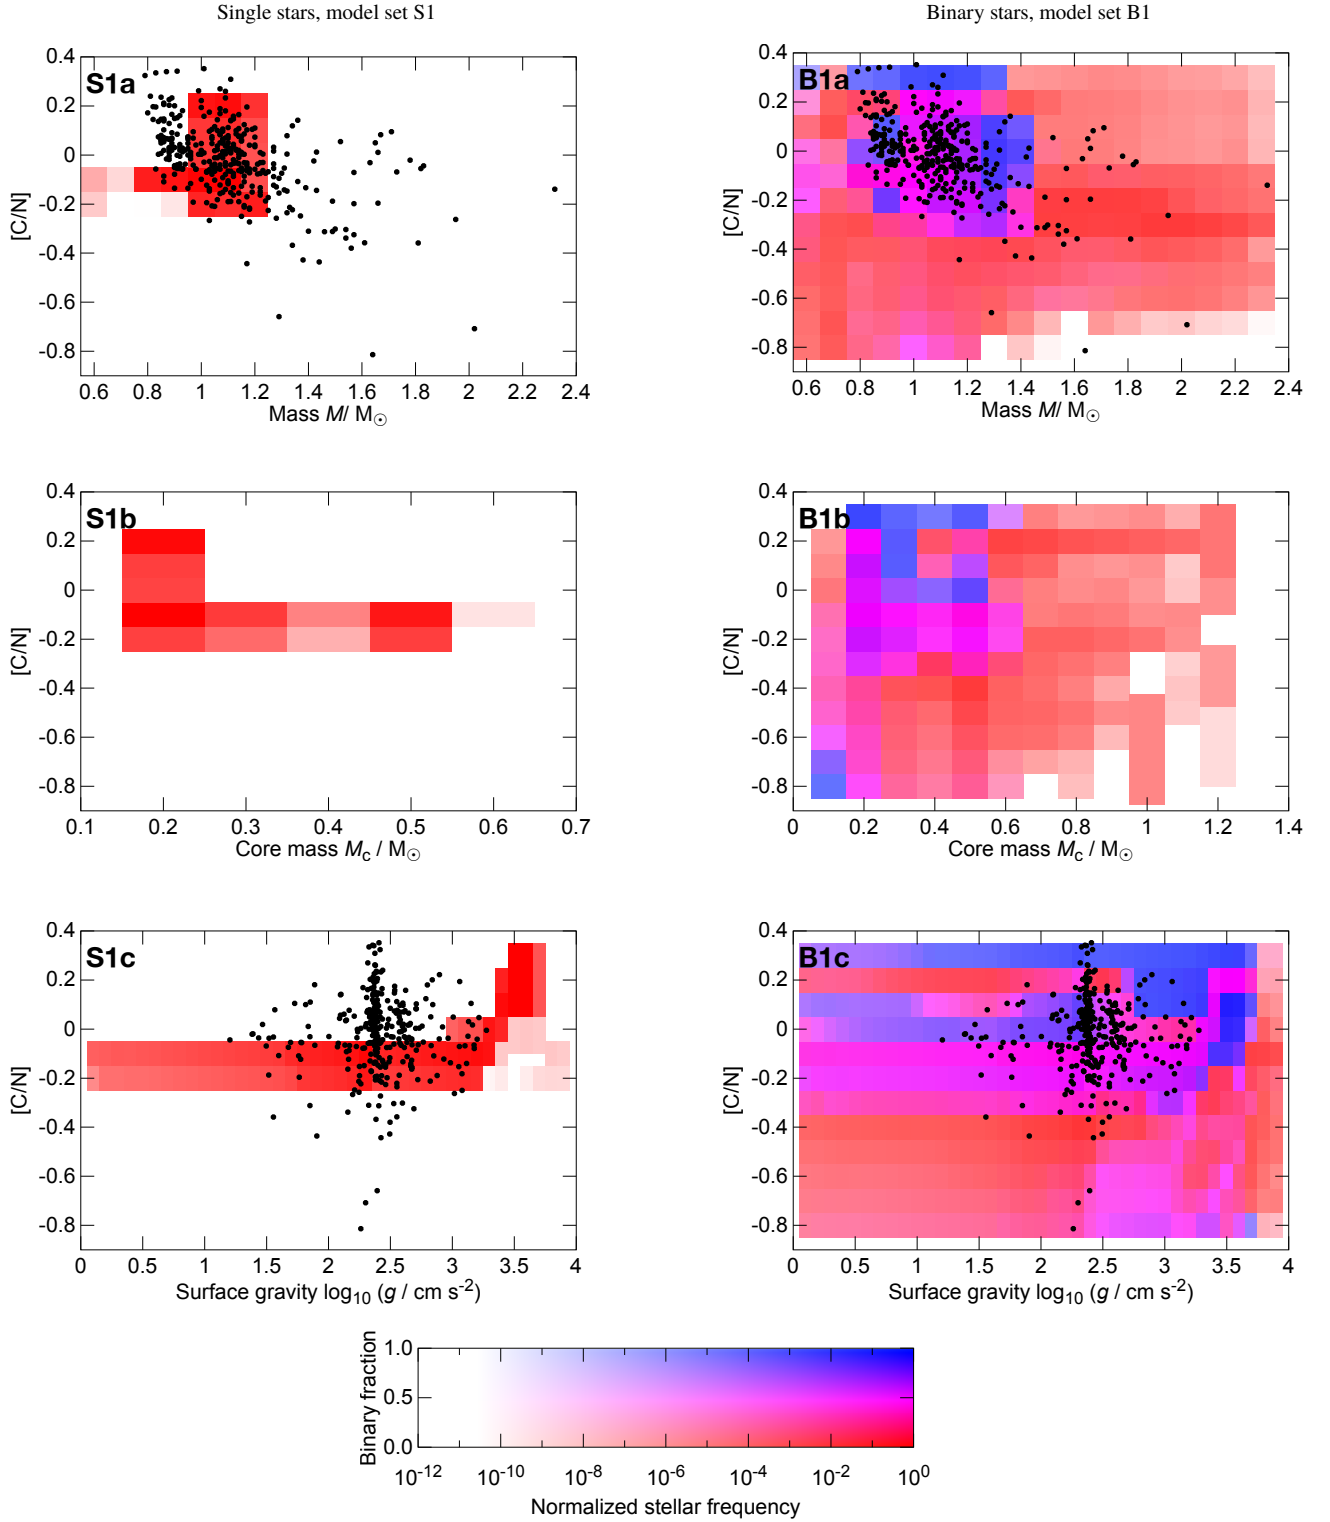 Single stars, model set S1
Binary stars, model set B1
S1a
[C/N]
0.4
0.2
0
-0.2
-0.4
-0.6
-0.8
0.6 0.8 1 1.2 1.4 1.6 1.8 2 2.2 2.4
Mass M/ M☉
B1a
[C/N]
0.4
0.2
0
-0.2
-0.4
-0.6
-0.8
0.6 0.8 1 1.2 1.4 1.6 1.8 2 2.2 2.4
Mass M/ M☉
S1b
[C/N]
0.4
0.2
0
-0.2
-0.4
-0.6
-0.8
0.1 0.2 0.3 0.4 0.5 0.6 0.7
Core mass Mc / M☉
B1b
[C/N]
0.4
0.2
0
-0.2
-0.4
-0.6
-0.8
0 0.2 0.4 0.6 0.8 1 1.2 1.4
Core mass Mc / M☉
S1c
[C/N]
0.4
0.2
0
-0.2
-0.4
-0.6
-0.8
0 0.5 1 1.5 2 2.5 3 3.5 4
Surface gravity log10 (g / cm s-2)
B1c
[C/N]
0.4
0.2
0
-0.2
-0.4
-0.6
-0.8
0 0.5 1 1.5 2 2.5 3 3.5 4
Surface gravity log10 (g / cm s-2)
Binary fraction
1.0
0.5
0.0
10-12 10-10 10-8 10-6 10-4 10-2 100
Normalized stellar frequency